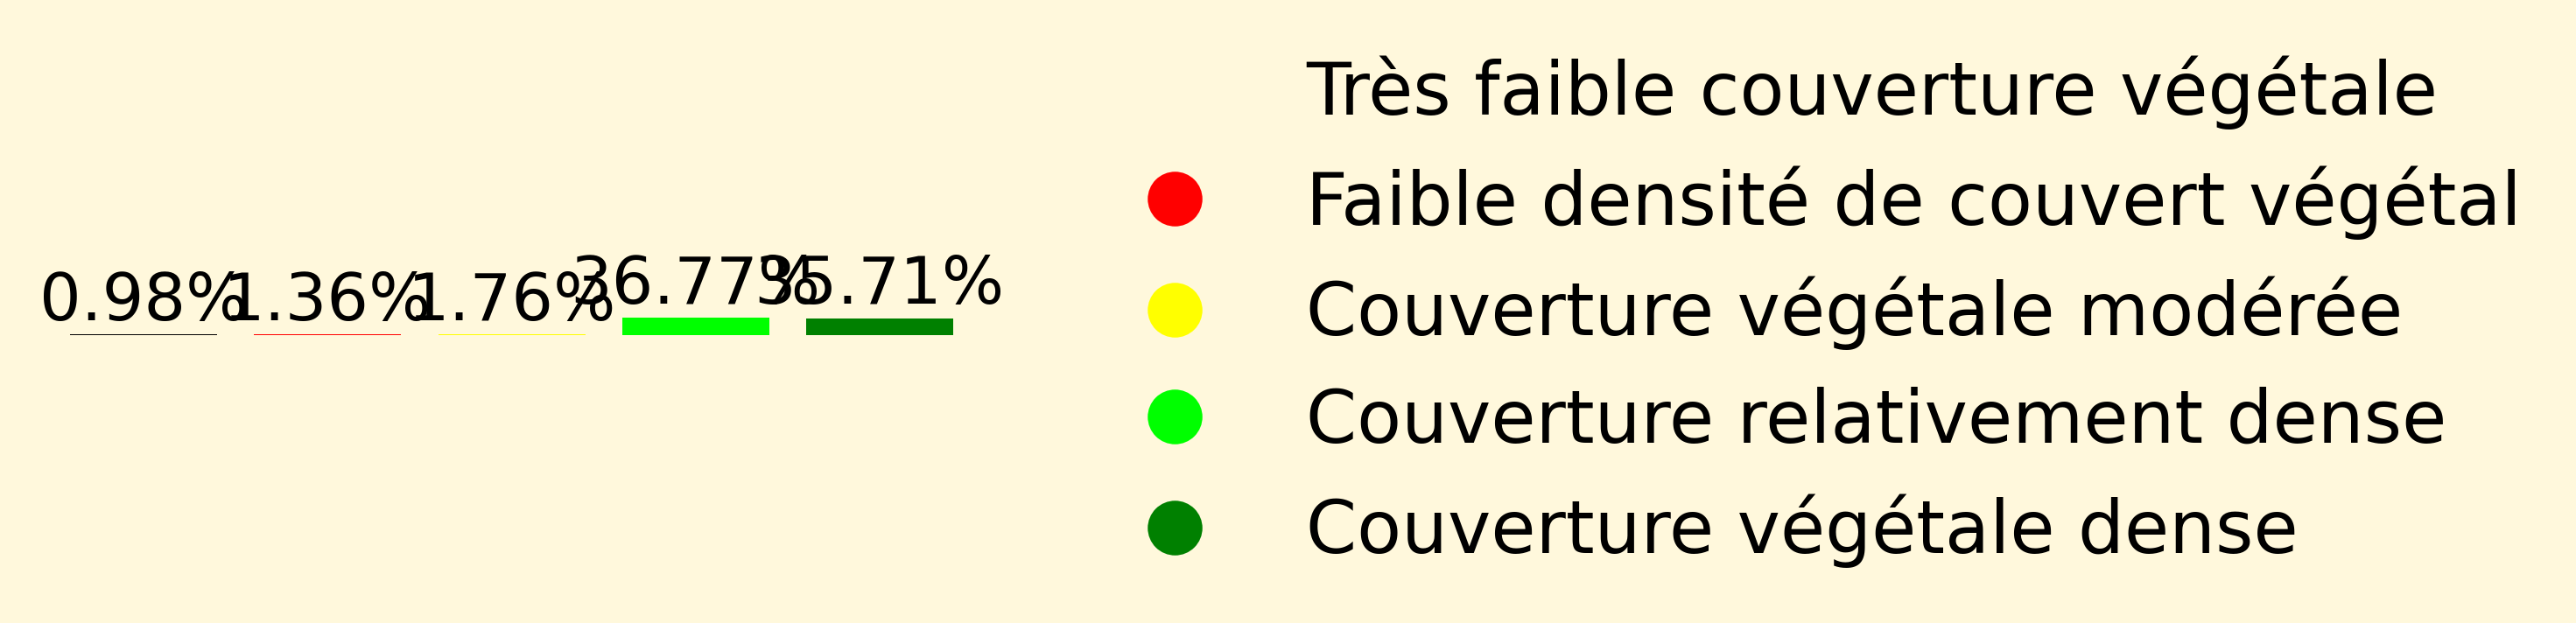 0.98% 1.36% 1.76% 36.77% 35.71%
Très faible couverture végétale
Faible densité de couvert végétal
Couverture végétale modérée
Couverture relativement dense
Couverture végétale dense